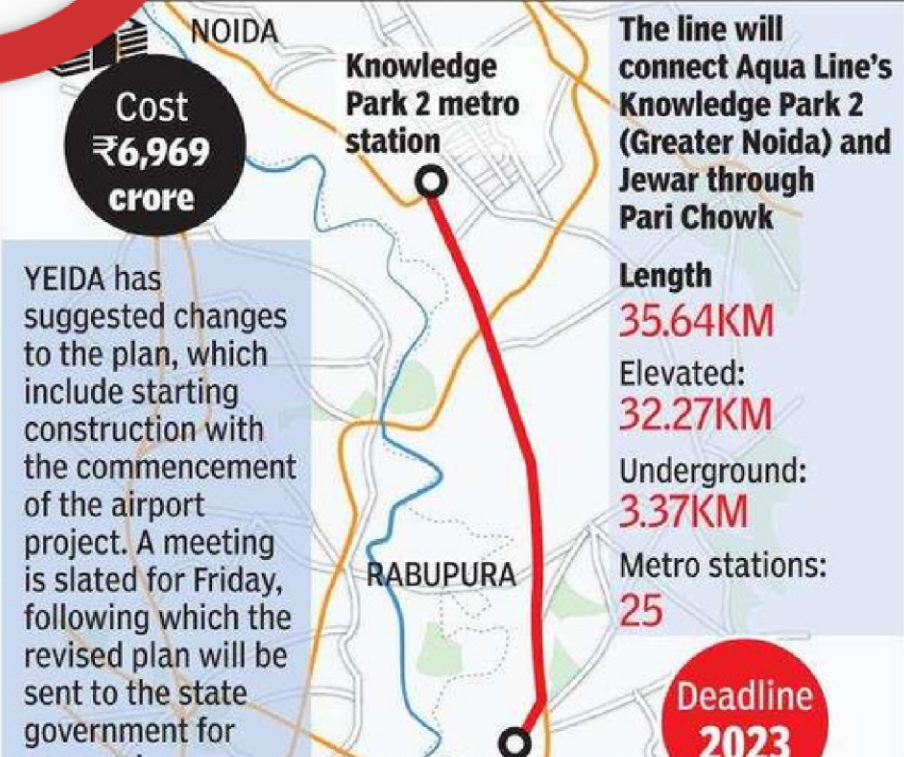 NOIDA
Cost
₹6,969
crore
Knowledge
Park 2 metro
station
The line will
connect Aqua Line's
Knowledge Park 2
(Greater Noida) and
Jewar through
Pari Chowk
Length
35.64KM
Elevated:
32.27KM
Underground:
3.37KM
Metro stations:
25
YEIDA has
suggested changes
to the plan, which
include starting
construction with
the commencement
of the airport
project. A meeting
is slated for Friday,
following which the
revised plan will be
sent to the state
government for
RABUPURA
Deadline
2023